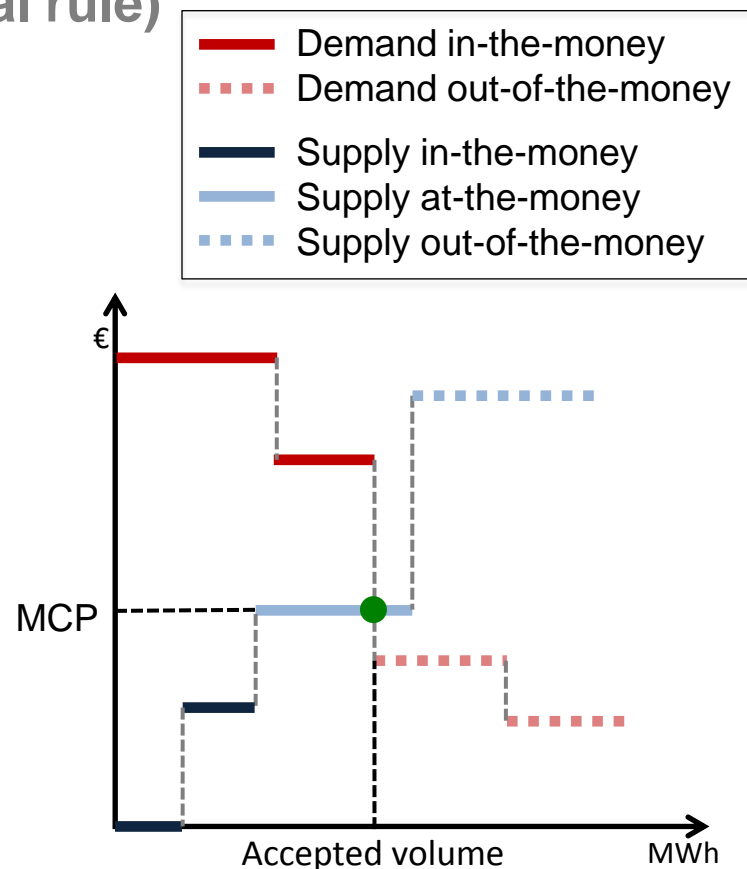 al rule)
Demand in-the-money
Demand out-of-the-money
Supply in-the-money
Supply at-the-money
Supply out-of-the-money
€
MCP
Accepted volume
MWh